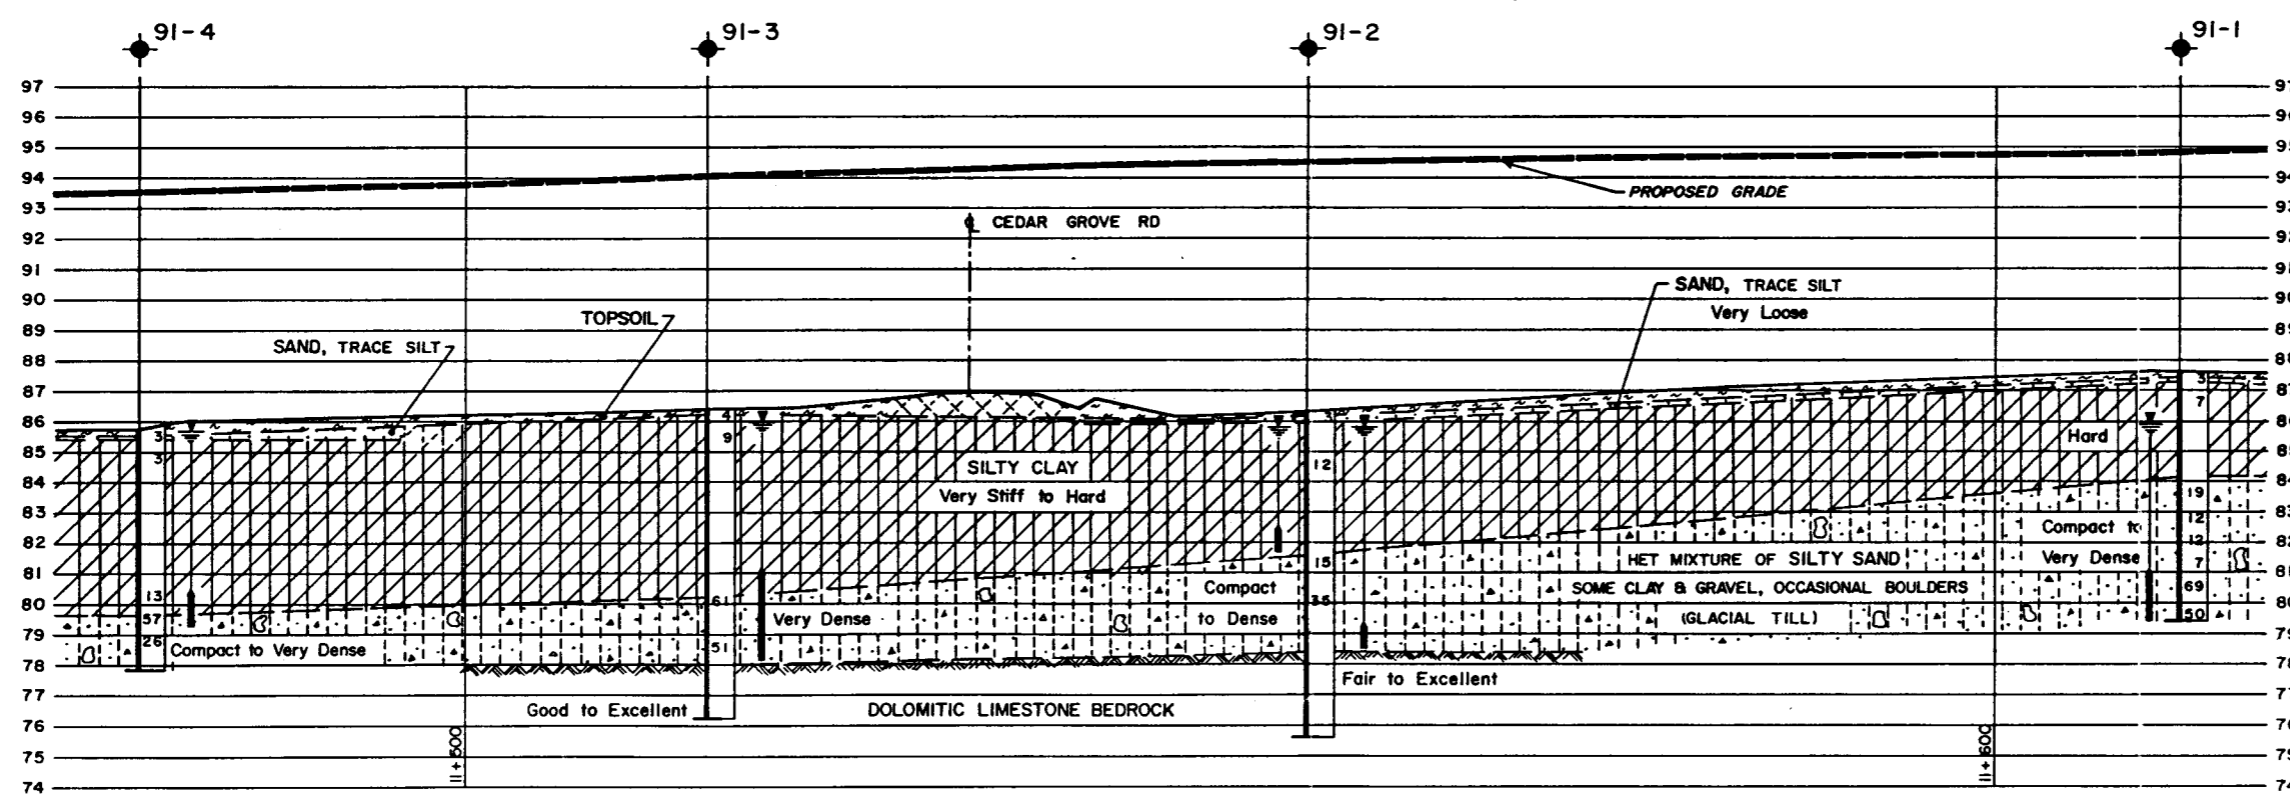 91-4
91-3
91-2
91-1
97
96
95
94
93
92
91
90
89
88
87
86
85
84
83
82
81
80
79
78
77
76
75
74
PROPOSED GRADE
CEDAR GROVE RD
SAND, TRACE SILT
Very Loose
TOPSOIL
SAND, TRACE SILT
3
3
13
57
26
4
9
61
51
3
12
15
35
3
7
19
12
12
7
69
50
Hard
SILTY CLAY
Very Stiff to Hard
Compact to
Very Dense
HET MIXTURE OF SILTY SAND
SOME CLAY & GRAVEL, OCCASIONAL BOULDERS
(GLACIAL TILL)
Compact
to Dense
Very Dense
Compact to Very Dense
Fair to Excellent
Good to Excellent
DOLOMITIC LIMESTONE BEDROCK
11+500
11+600